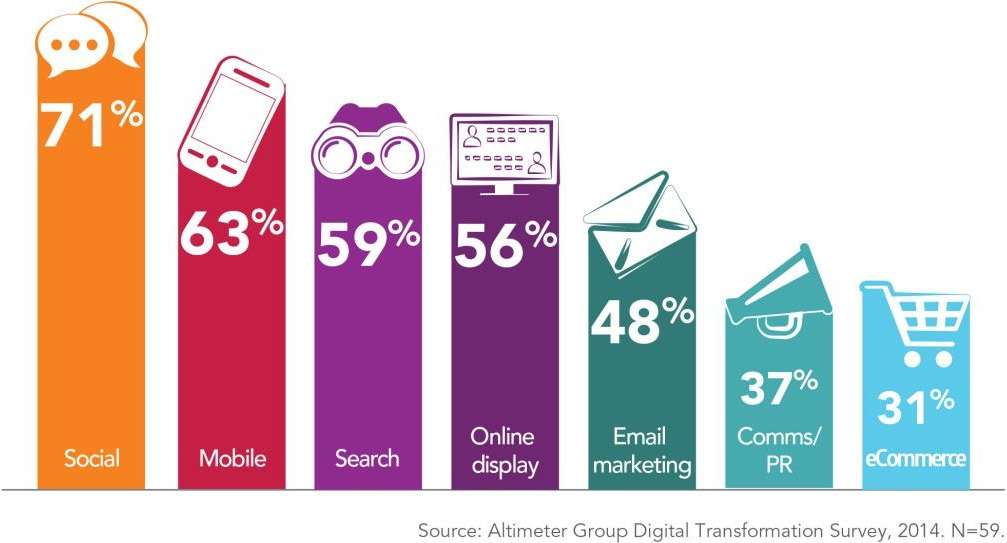 71%
63%
59%
56%
48%
37%
31%
Social
Mobile
Search
Online
display
Email
marketing
Comms/
PR
eCommerce
Source: Altimeter Group Digital Transformation Survey, 2014. N=59.